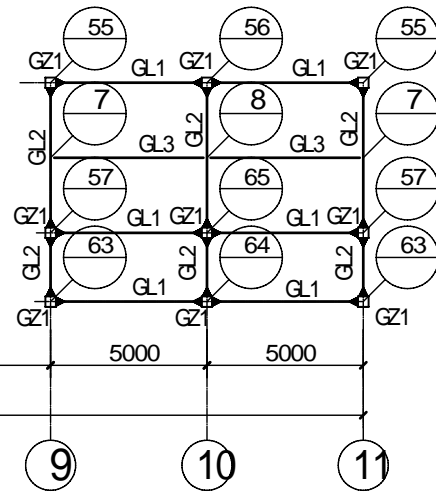 55 56 55
GZ1 GZ1 GZ1
GL1 GL1
7 8 7
GL2 GL2 GL2
GL3 GL3
57 65 57
GZ1 GL1 GZ1 GL1 GZ1
GL2 GL2 GL2
63 64 63
GL1 GL1
GZ1 GZ1 GZ1
5000 5000
9 10 11